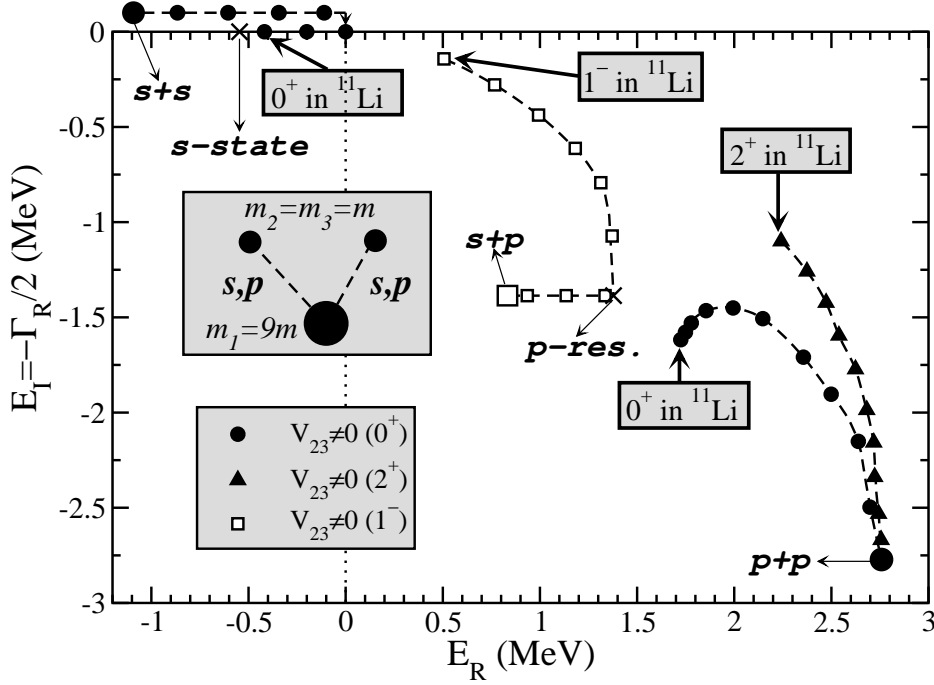 s+s
0⁺ in ¹¹Li
s-state
1⁻ in ¹¹Li
2⁺ in ¹¹Li
m₂=m₃=m
s,p
s,p
m₁=9m
s+p
p-res.
0⁺ in ¹¹Li
V₂₃≠0 (0⁺)
V₂₃≠0 (2⁺)
V₂₃≠0 (1⁻)
p+p
0
-0.5
-1
-1.5
-2
-2.5
-3
E_I=−Γ_R/2 (MeV)
-1
-0.5
0
0.5
1
1.5
2
2.5
3
E_R (MeV)